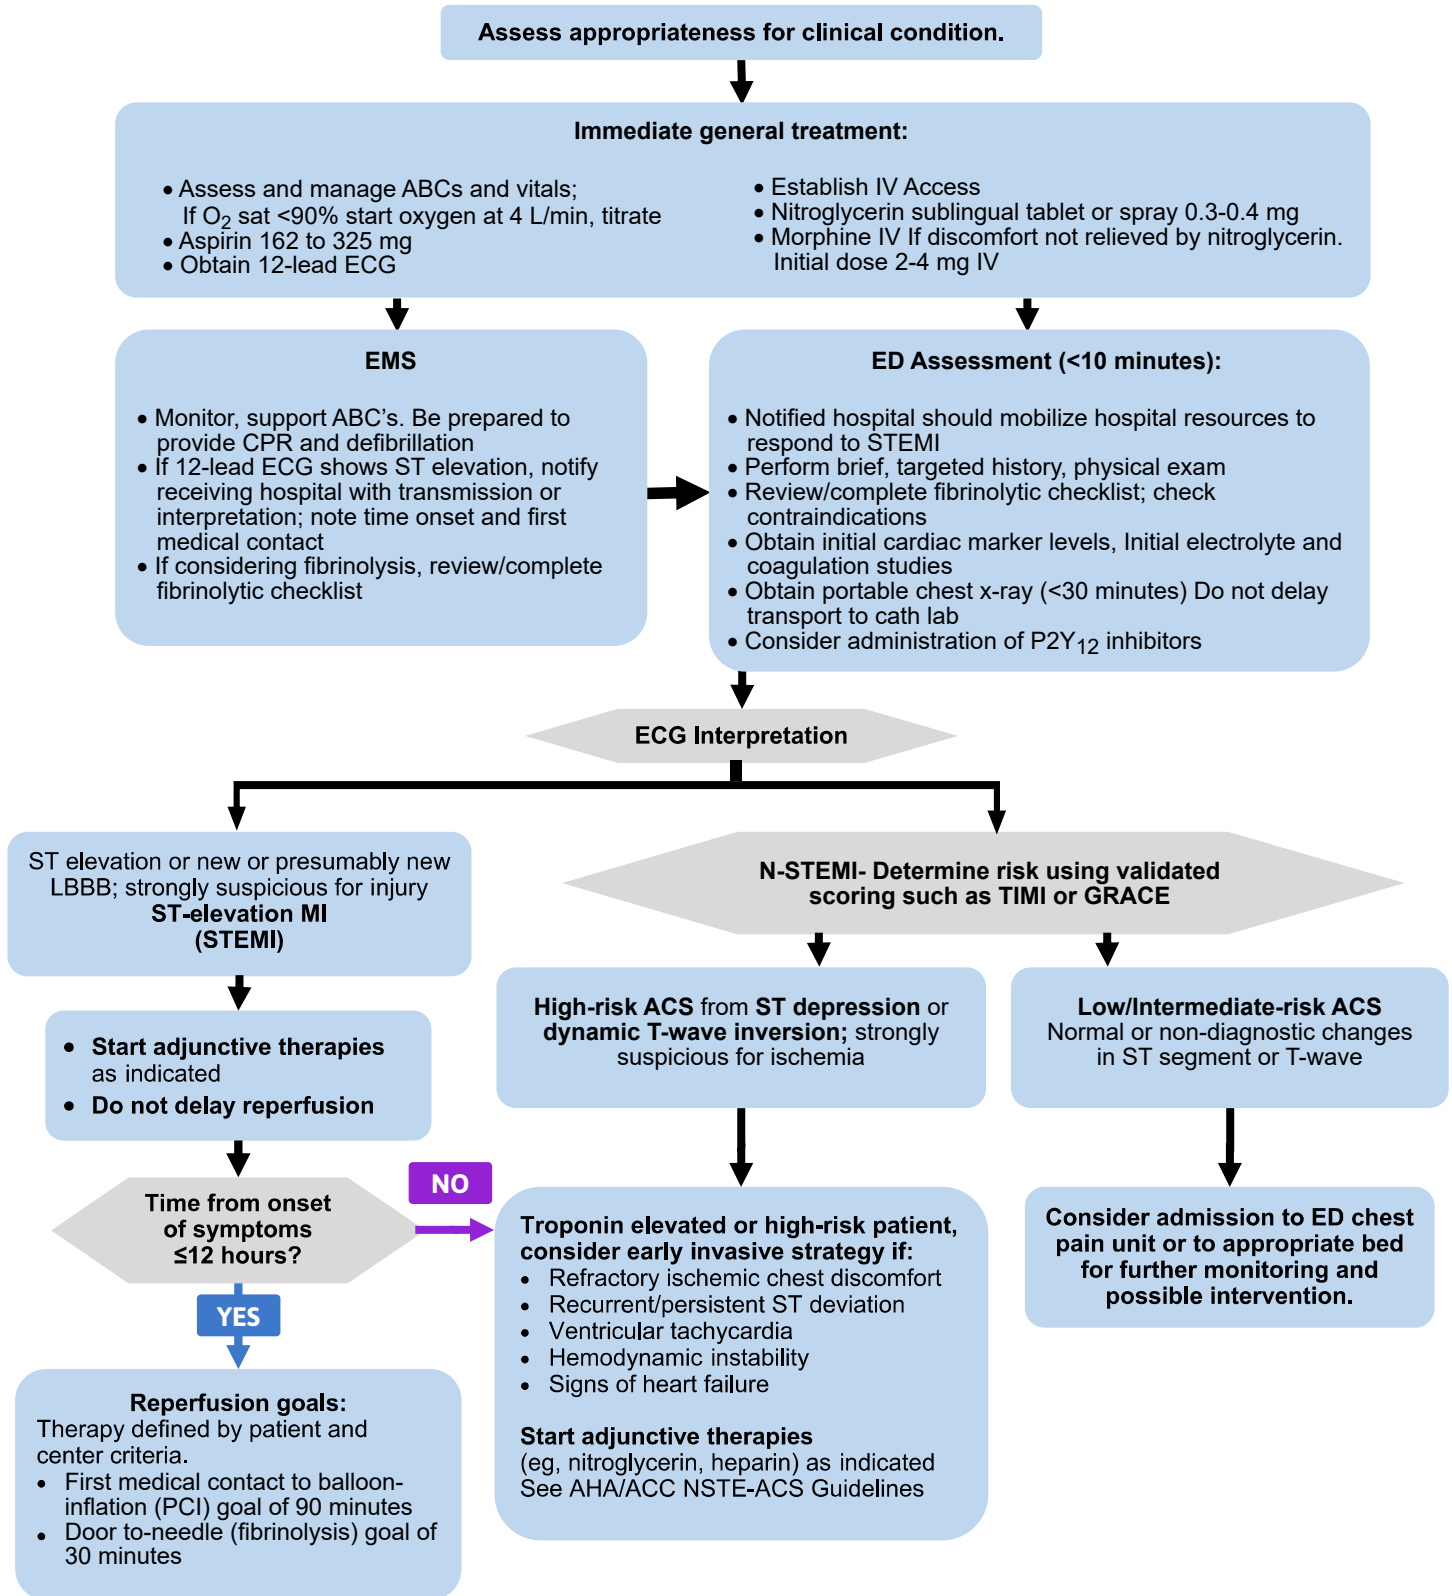 Assess appropriateness for clinical condition.
Immediate general treatment:
• Assess and manage ABCs and vitals;
If O₂ sat <90% start oxygen at 4 L/min, titrate
• Aspirin 162 to 325 mg
• Obtain 12-lead ECG
• Establish IV Access
• Nitroglycerin sublingual tablet or spray 0.3-0.4 mg
• Morphine IV If discomfort not relieved by nitroglycerin.
Initial dose 2-4 mg IV
EMS
• Monitor, support ABC’s. Be prepared to
provide CPR and defibrillation
• If 12-lead ECG shows ST elevation, notify
receiving hospital with transmission or
interpretation; note time onset and first
medical contact
• If considering fibrinolysis, review/complete
fibrinolytic checklist
ED Assessment (<10 minutes):
• Notified hospital should mobilize hospital resources to
respond to STEMI
• Perform brief, targeted history, physical exam
• Review/complete fibrinolytic checklist; check
contraindications
• Obtain initial cardiac marker levels, Initial electrolyte and
coagulation studies
• Obtain portable chest x-ray (<30 minutes) Do not delay
transport to cath lab
• Consider administration of P2Y₁₂ inhibitors
ECG Interpretation
ST elevation or new or presumably new
LBBB; strongly suspicious for injury
ST-elevation MI
(STEMI)
N-STEMI- Determine risk using validated
scoring such as TIMI or GRACE
• Start adjunctive therapies
as indicated
• Do not delay reperfusion
High-risk ACS from ST depression or
dynamic T-wave inversion; strongly
suspicious for ischemia
Low/Intermediate-risk ACS
Normal or non-diagnostic changes
in ST segment or T-wave
Time from onset
of symptoms
≤12 hours?
NO
YES
Reperfusion goals:
Therapy defined by patient and
center criteria.
• First medical contact to balloon-
inflation (PCI) goal of 90 minutes
• Door to-needle (fibrinolysis) goal of
30 minutes
Troponin elevated or high-risk patient,
consider early invasive strategy if:
• Refractory ischemic chest discomfort
• Recurrent/persistent ST deviation
• Ventricular tachycardia
• Hemodynamic instability
• Signs of heart failure
Start adjunctive therapies
(eg, nitroglycerin, heparin) as indicated
See AHA/ACC NSTE-ACS Guidelines
Consider admission to ED chest
pain unit or to appropriate bed
for further monitoring and
possible intervention.